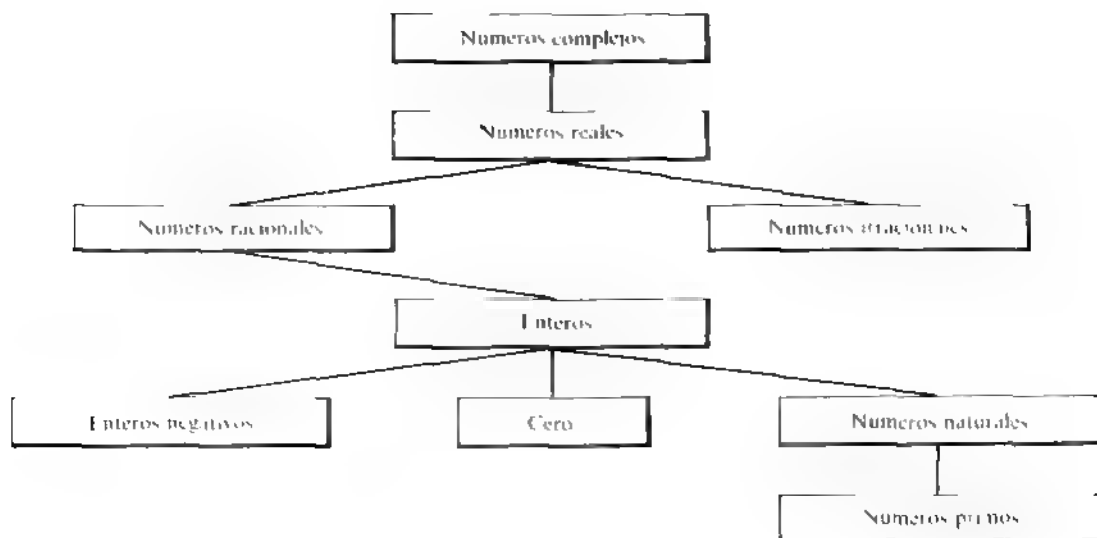 Numeros complejos
Numeros reales
Numeros racionales
Numeros
Enteros
Enteros negativos
Cero
Numeros naturales
Numeros primos